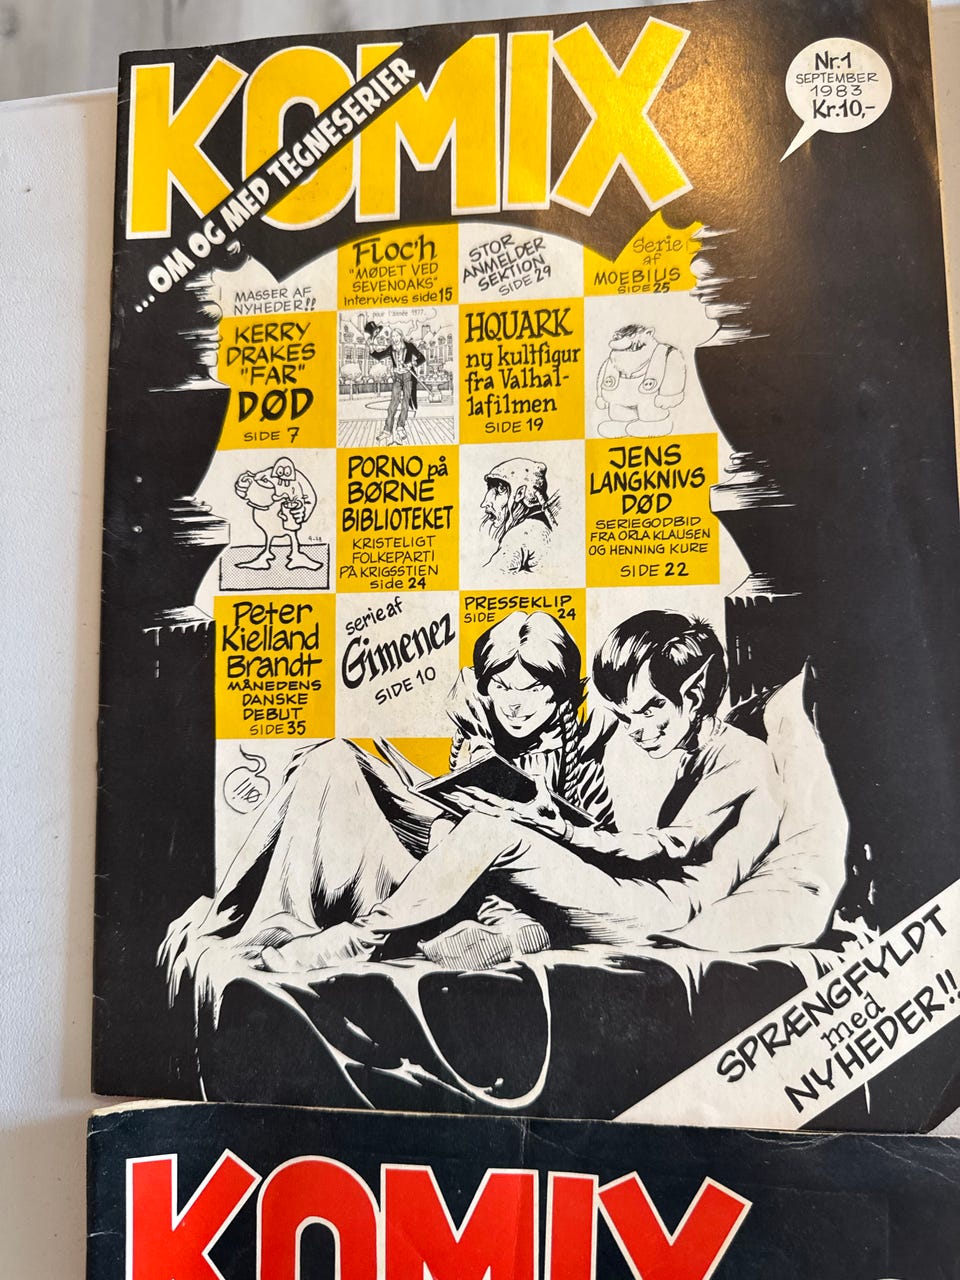 KOMIX
...OM OG MED TEGNESERIER
Nr.1
SEPTEMBER
1983
Kr.10,-
MASSER AF
NYHEDER!!
Floc'h
"MØDET VED
SEVENOAKS"
Interviews side 15
STOR
ANMELDER
SEKTION
SIDE 29
Serie
af
MOEBIUS
SIDE 25
KERRY
DRAKES
"FAR"
DØD
SIDE 7
pour l'année 1977.
HQUARK
ny kultfigur
fra Valhal-
lafilmen
SIDE 19
PORNO på
BØRNE
BIBLIOTEKET
KRISTELIGT
FOLKEPARTI
PÅ KRIGSSTIEN
side 24
JENS
LANGKNIVS
DØD
SERIEGODBID
FRA ORLA KLAUSEN
OG HENNING KURE
SIDE 22
Peter
Kielland
Brandt
MÅNEDENS
DANSKE
DEBUT
SIDE 35
serie af
Gimenez
SIDE 10
PRESSEKLIP
SIDE 24
SPRÆNGFYLDT
med
NYHEDER!!
KOMIX